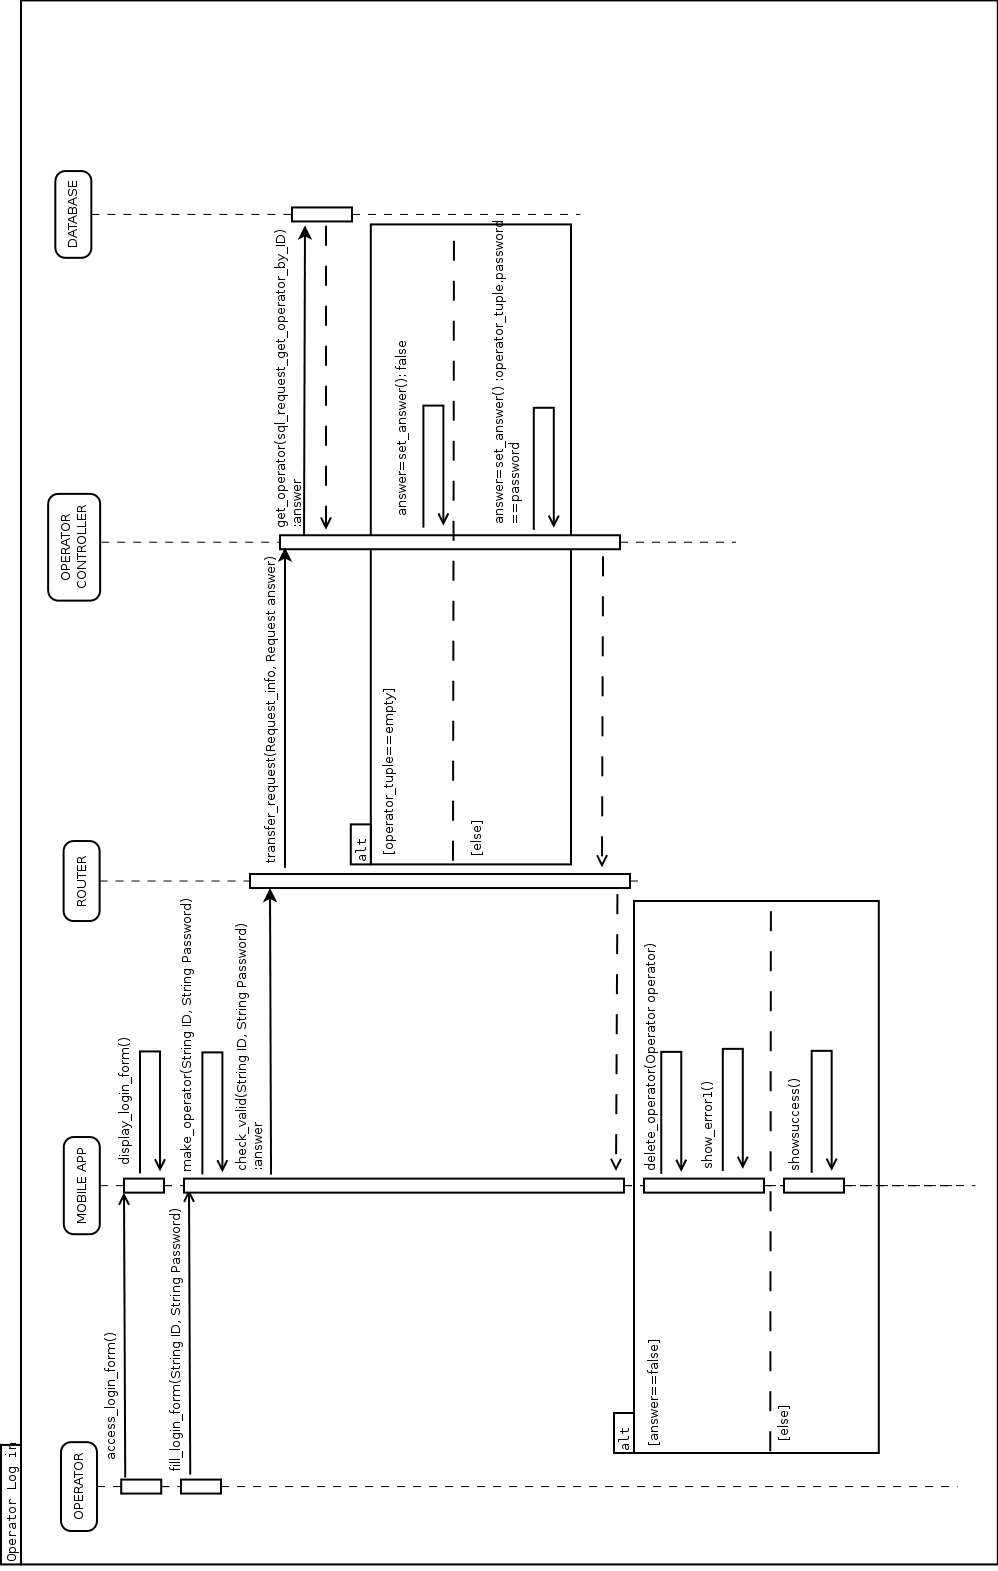 Operator Log in
OPERATOR
MOBILE APP
ROUTER
OPERATOR
CONTROLLER
DATABASE
access_login_form()
display_login_form()
fill_login_form(String ID, String Password)
make_operator(String ID, String Password)
check_valid(String ID, String Password)
:answer
transfer_request(Request_info, Request answer)
get_operator(sql_request_get_operator_by_ID)
:answer
alt
[operator_tuple==empty]
answer=set_answer(): false
[else]
answer=set_answer() :operator_tuple.password
==password
alt
[answer==false]
delete_operator(Operator operator)
show_error1()
[else]
showsuccess()